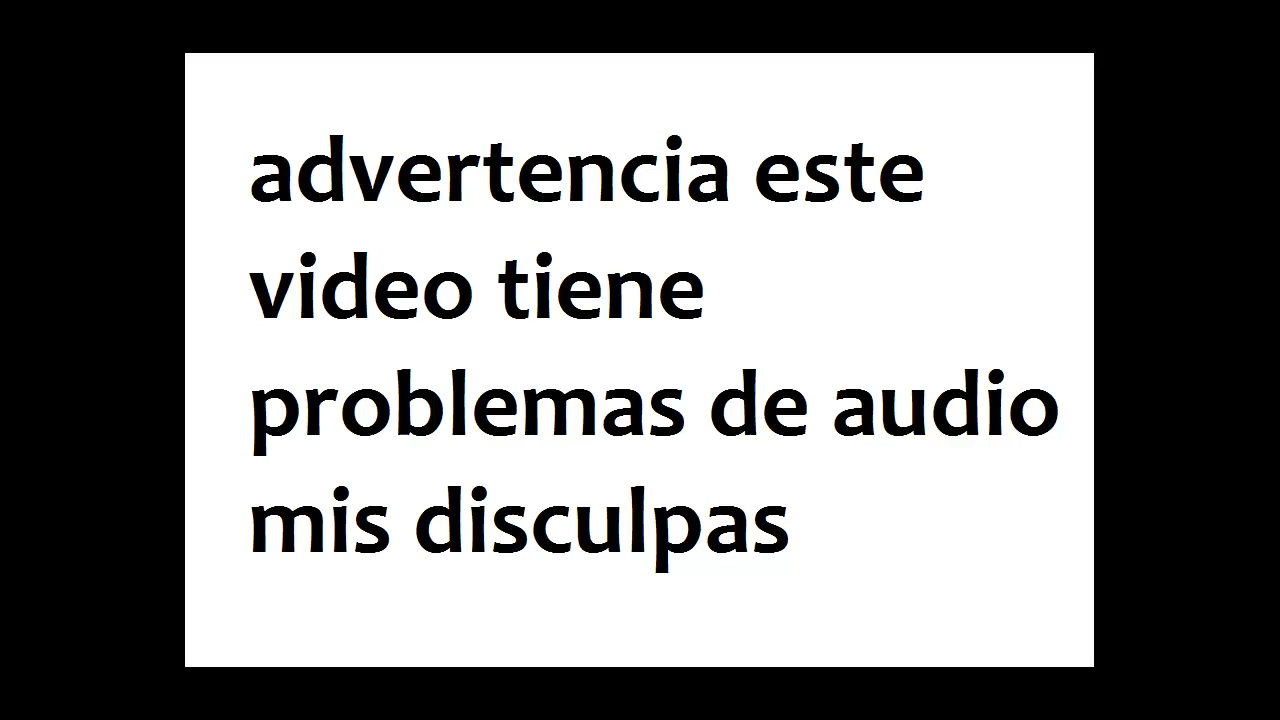 advertencia este
video tiene
problemas de audio
mis disculpas